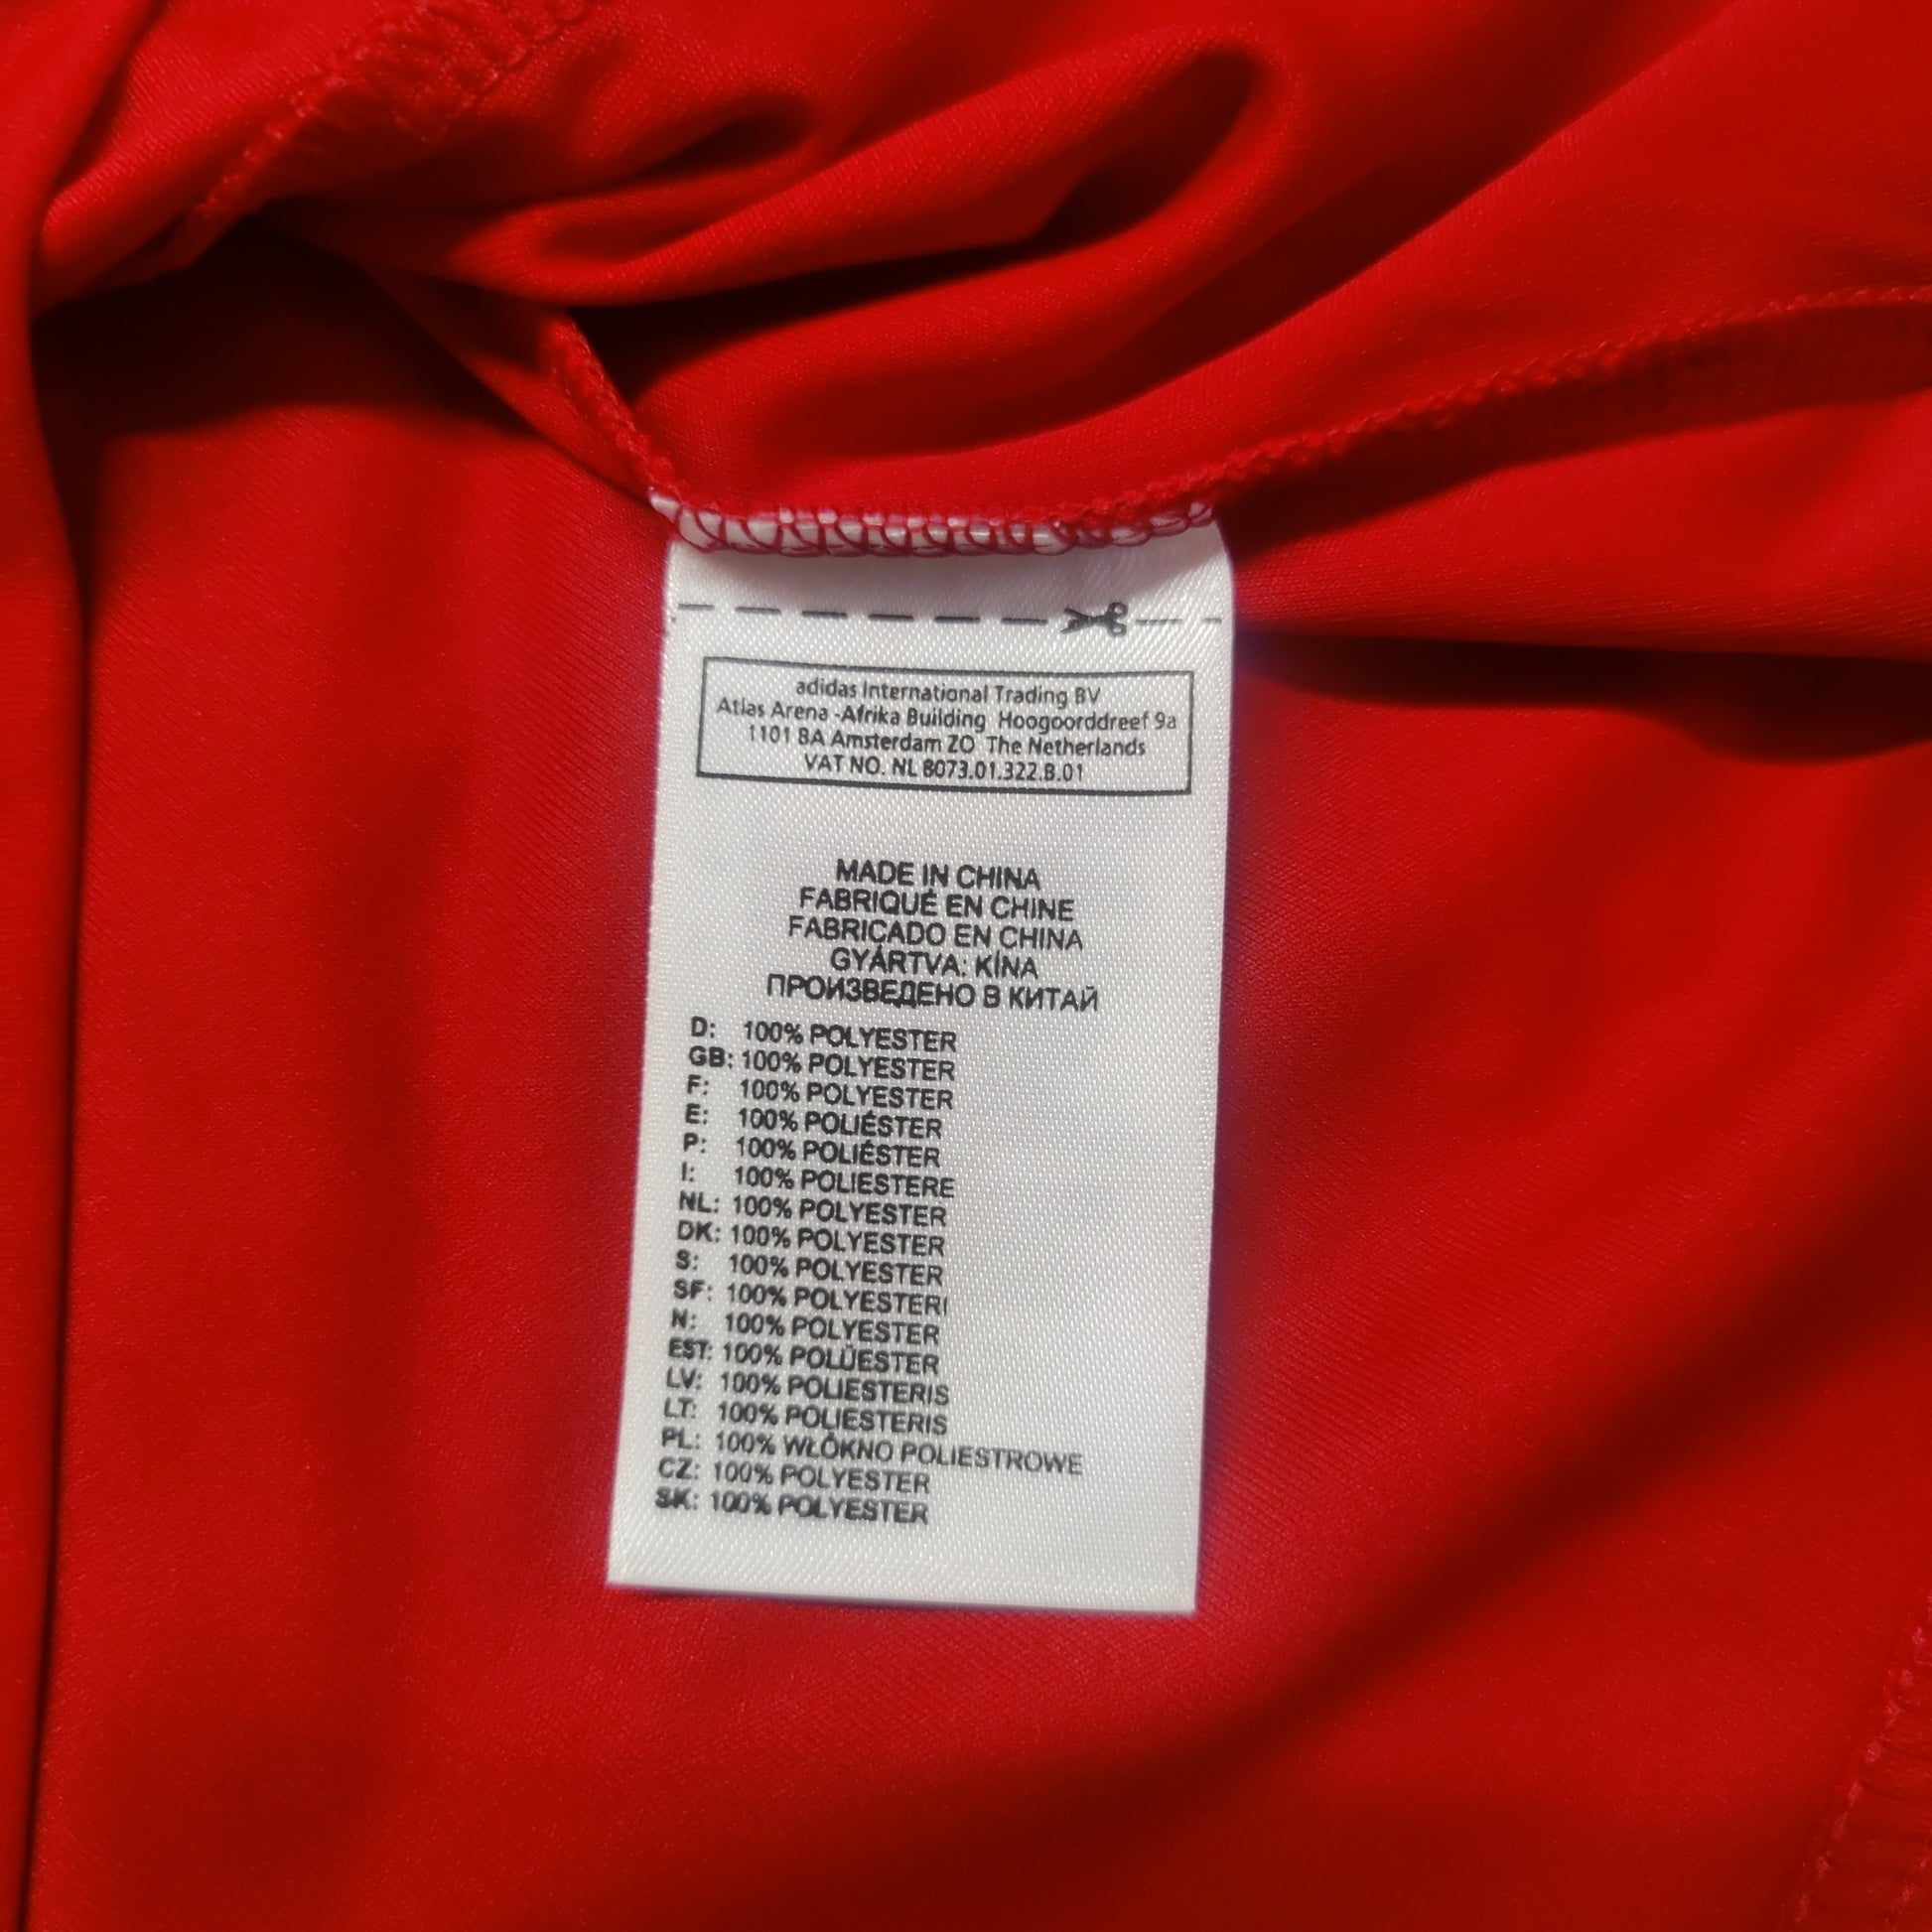 adidas International Trading BV
Atlas Arena -Afrika Building Hoogoorddreef 9a
1101 BA Amsterdam ZO The Netherlands
VAT NO. NL 8073.01.322.B.01
MADE IN CHINA
FABRIQUÉ EN CHINE
FABRICADO EN CHINA
GYÁRTVA: KÍNA
ПРОИЗВЕДЕНО В КИТАЙ
D: 100% POLYESTER
GB: 100% POLYESTER
F: 100% POLYESTER
E: 100% POLIÉSTER
P: 100% POLIÉSTER
I: 100% POLIESTERE
NL: 100% POLYESTER
DK: 100% POLYESTER
S: 100% POLYESTER
SF: 100% POLYESTERI
N: 100% POLYESTER
EST: 100% POLÜESTER
LV: 100% POLIESTERIS
LT: 100% POLIESTERIS
PL: 100% WŁÓKNO POLIESTROWE
CZ: 100% POLYESTER
SK: 100% POLYESTER